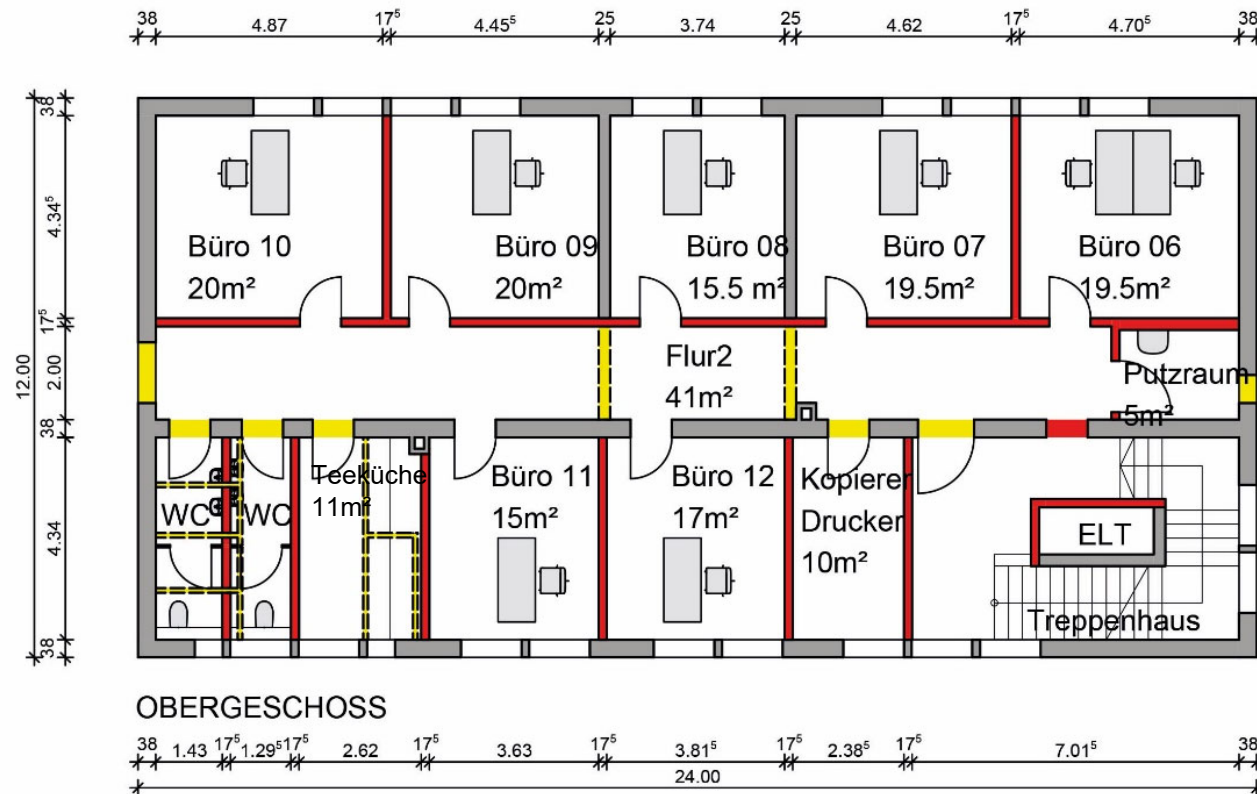 38 4.87 17⁵ 4.45⁵ 25 3.74 25 4.62 17⁵ 4.70⁵ 38
38
4.34⁵
17⁵
2.00
38
4.34
38
12.00
Büro 10
20m²
Büro 09
20m²
Büro 08
15.5 m²
Büro 07
19.5m²
Büro 06
19.5m²
Flur2
41m²
Putzraum
5m²
WC
WC
Teeküche
11m²
Büro 11
15m²
Büro 12
17m²
Kopierer
Drucker
10m²
ELT
Treppenhaus
OBERGESCHOSS
38 1.43 17⁵ 1.29⁵ 17⁵ 2.62 17⁵ 3.63 17⁵ 3.81⁵ 17⁵ 2.38⁵ 17⁵ 7.01⁵ 38
24.00